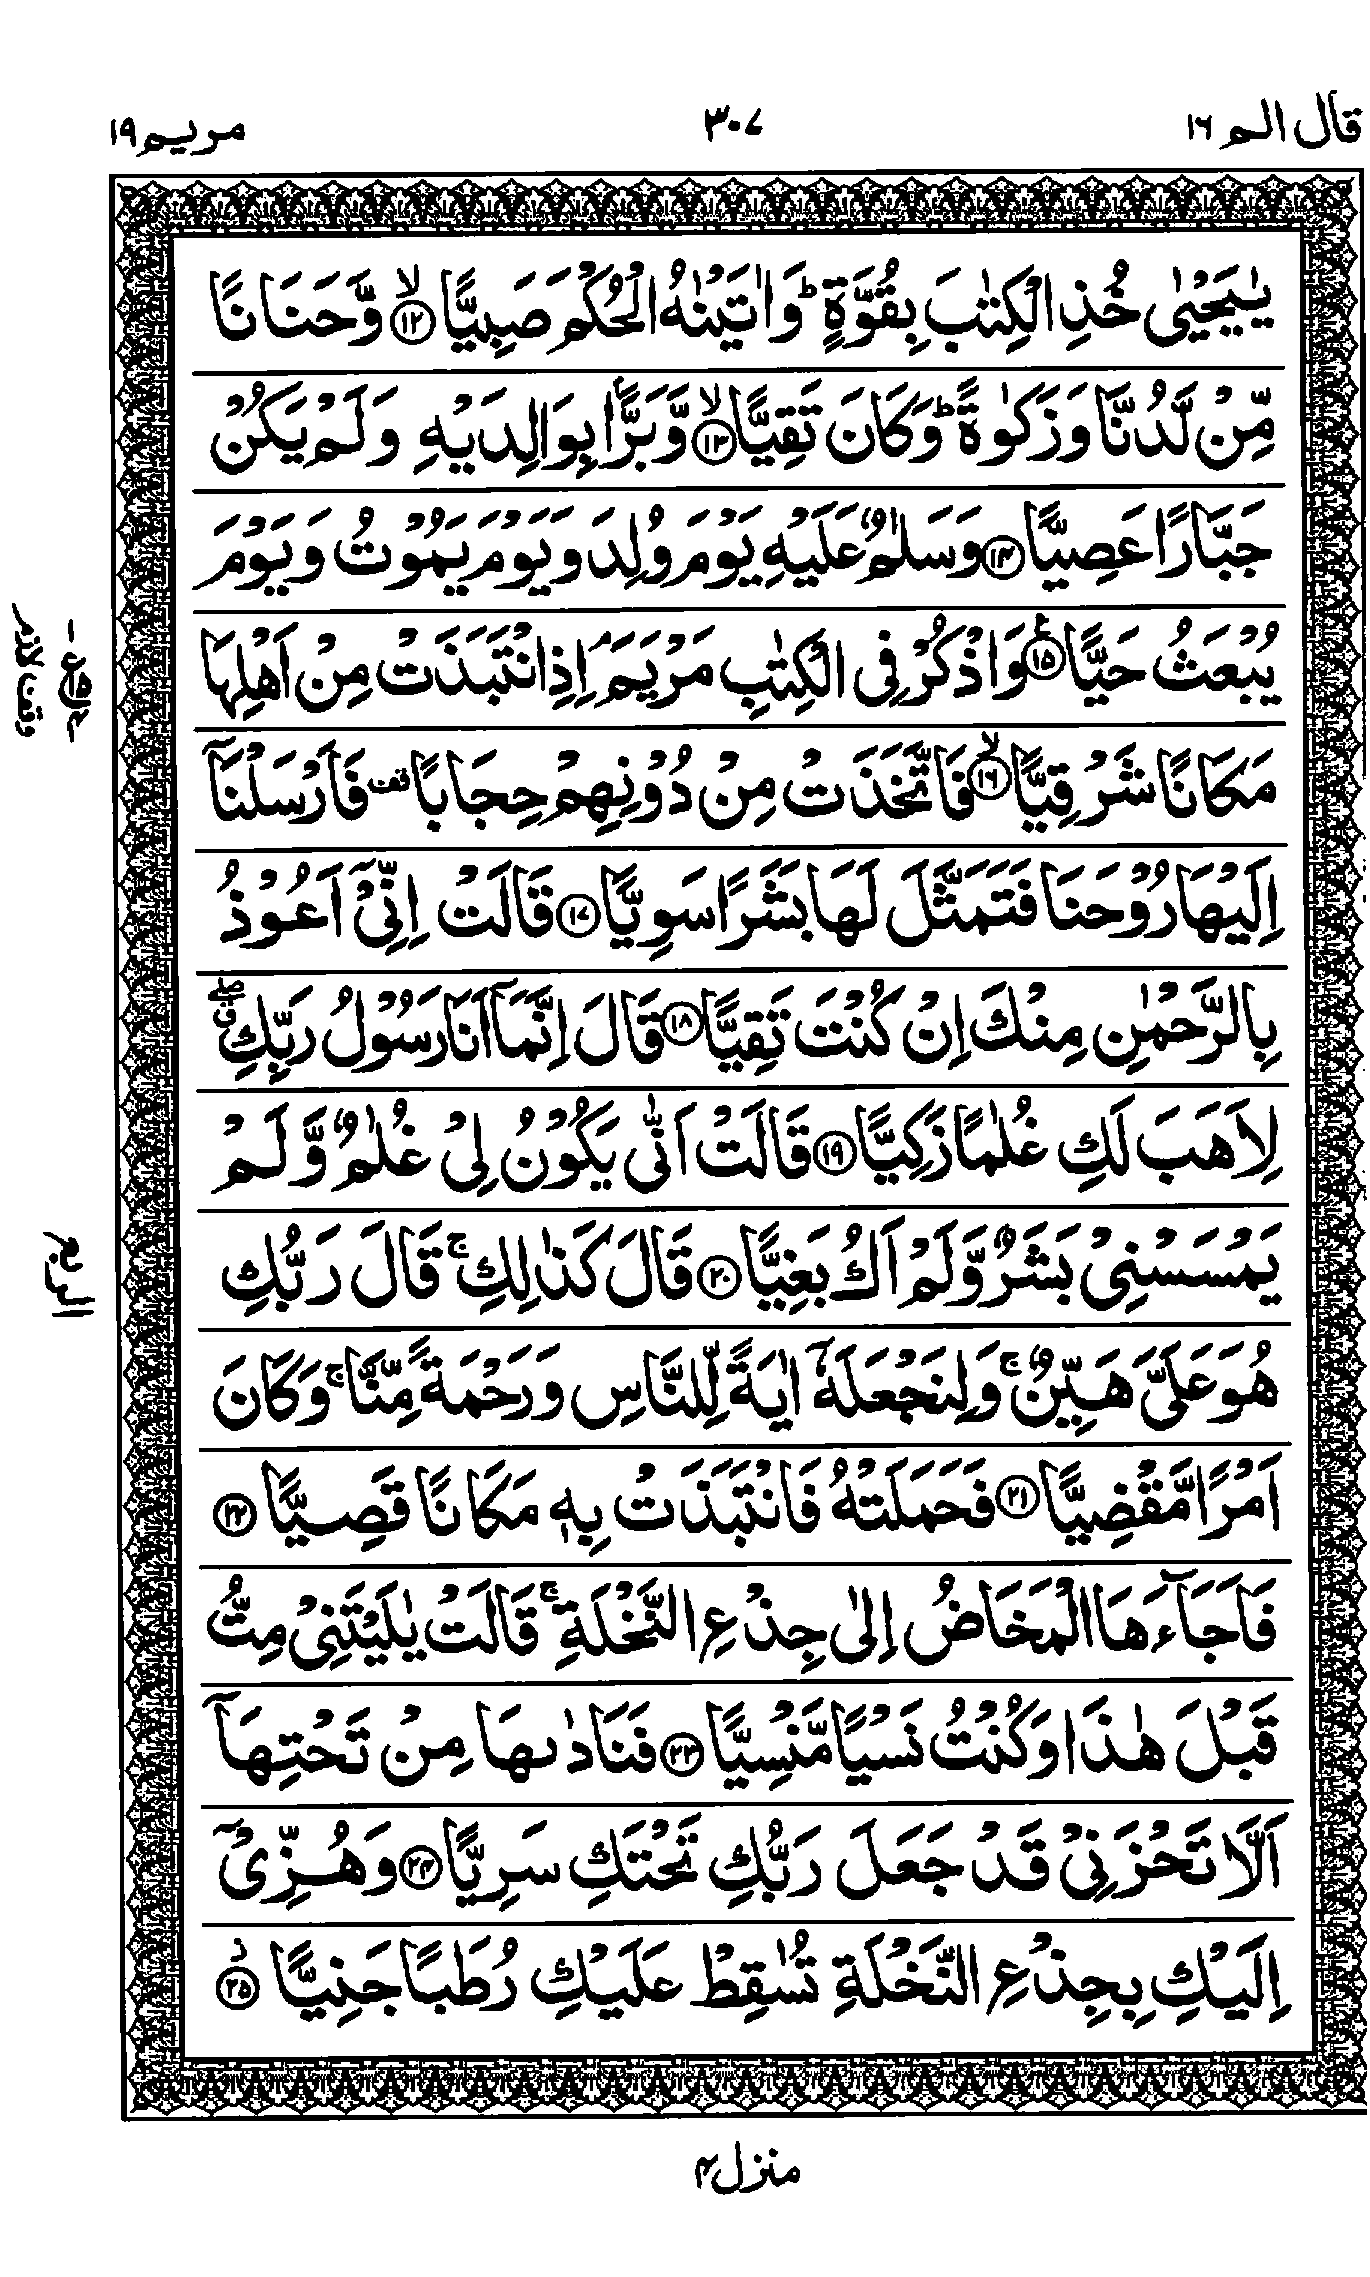 قال الم ١٦
٣٠٧
مريم ١٩
يٰيَحْيٰى خُذِ الْكِتٰبَ بِقُوَّةٍ ؕ وَاٰتَيْنٰهُ الْحُكْمَ صَبِيًّا ۙ﴿١٢﴾ وَّحَنَانًا
مِّنْ لَّدُنَّا وَزَكٰوةً ؕ وَكَانَ تَقِيًّا ۙ﴿١٣﴾ وَّبَرًّۢا بِوَالِدَيْهِ وَلَمْ يَكُنْ
جَبَّارًا عَصِيًّا ﴿١٤﴾ وَسَلٰمٌ عَلَيْهِ يَوْمَ وُلِدَ وَيَوْمَ يَمُوْتُ وَيَوْمَ
يُبْعَثُ حَيًّا ﴿١٥﴾ ع وَاذْكُرْ فِى الْكِتٰبِ مَرْيَمَ ۘ اِذِ انْتَبَذَتْ مِنْ اَهْلِهَا
وقف لازم
مَكَانًا شَرْقِيًّا ۙ﴿١٦﴾ فَاتَّخَذَتْ مِنْ دُوْنِهِمْ حِجَابًا قف فَاَرْسَلْنَاۤ
اِلَيْهَا رُوْحَنَا فَتَمَثَّلَ لَهَا بَشَرًا سَوِيًّا ﴿١٧﴾ قَالَتْ اِنِّىْۤ اَعُوْذُ
بِالرَّحْمٰنِ مِنْكَ اِنْ كُنْتَ تَقِيًّا ﴿١٨﴾ قَالَ اِنَّمَاۤ اَنَا رَسُوْلُ رَبِّكِ ۖق
لِاَهَبَ لَكِ غُلٰمًا زَكِيًّا ﴿١٩﴾ قَالَتْ اَنّٰى يَكُوْنُ لِىْ غُلٰمٌ وَّلَمْ
يَمْسَسْنِىْ بَشَرٌ وَّلَمْ اَكُ بَغِيًّا ﴿٢٠﴾ قَالَ كَذٰلِكِ ۚ قَالَ رَبُّكِ
الربع
هُوَ عَلَىَّ هَيِّنٌ ۚ وَلِنَجْعَلَهٗۤ اٰيَةً لِّلنَّاسِ وَرَحْمَةً مِّنَّا ۚ وَكَانَ
اَمْرًا مَّقْضِيًّا ﴿٢١﴾ فَحَمَلَتْهُ فَانْتَبَذَتْ بِهٖ مَكَانًا قَصِيًّا ﴿٢٢﴾
فَاَجَآءَهَا الْمَخَاضُ اِلٰى جِذْعِ النَّخْلَةِ ۚ قَالَتْ يٰلَيْتَنِىْ مِتُّ
قَبْلَ هٰذَا وَكُنْتُ نَسْيًا مَّنْسِيًّا ﴿٢٣﴾ فَنَادٰىهَا مِنْ تَحْتِهَاۤ
اَلَّا تَحْزَنِىْ قَدْ جَعَلَ رَبُّكِ تَحْتَكِ سَرِيًّا ﴿٢٤﴾ وَهُزِّىْۤ
اِلَيْكِ بِجِذْعِ النَّخْلَةِ تُسٰقِطْ عَلَيْكِ رُطَبًا جَنِيًّا ؗ﴿٢٥﴾
منزل ٤